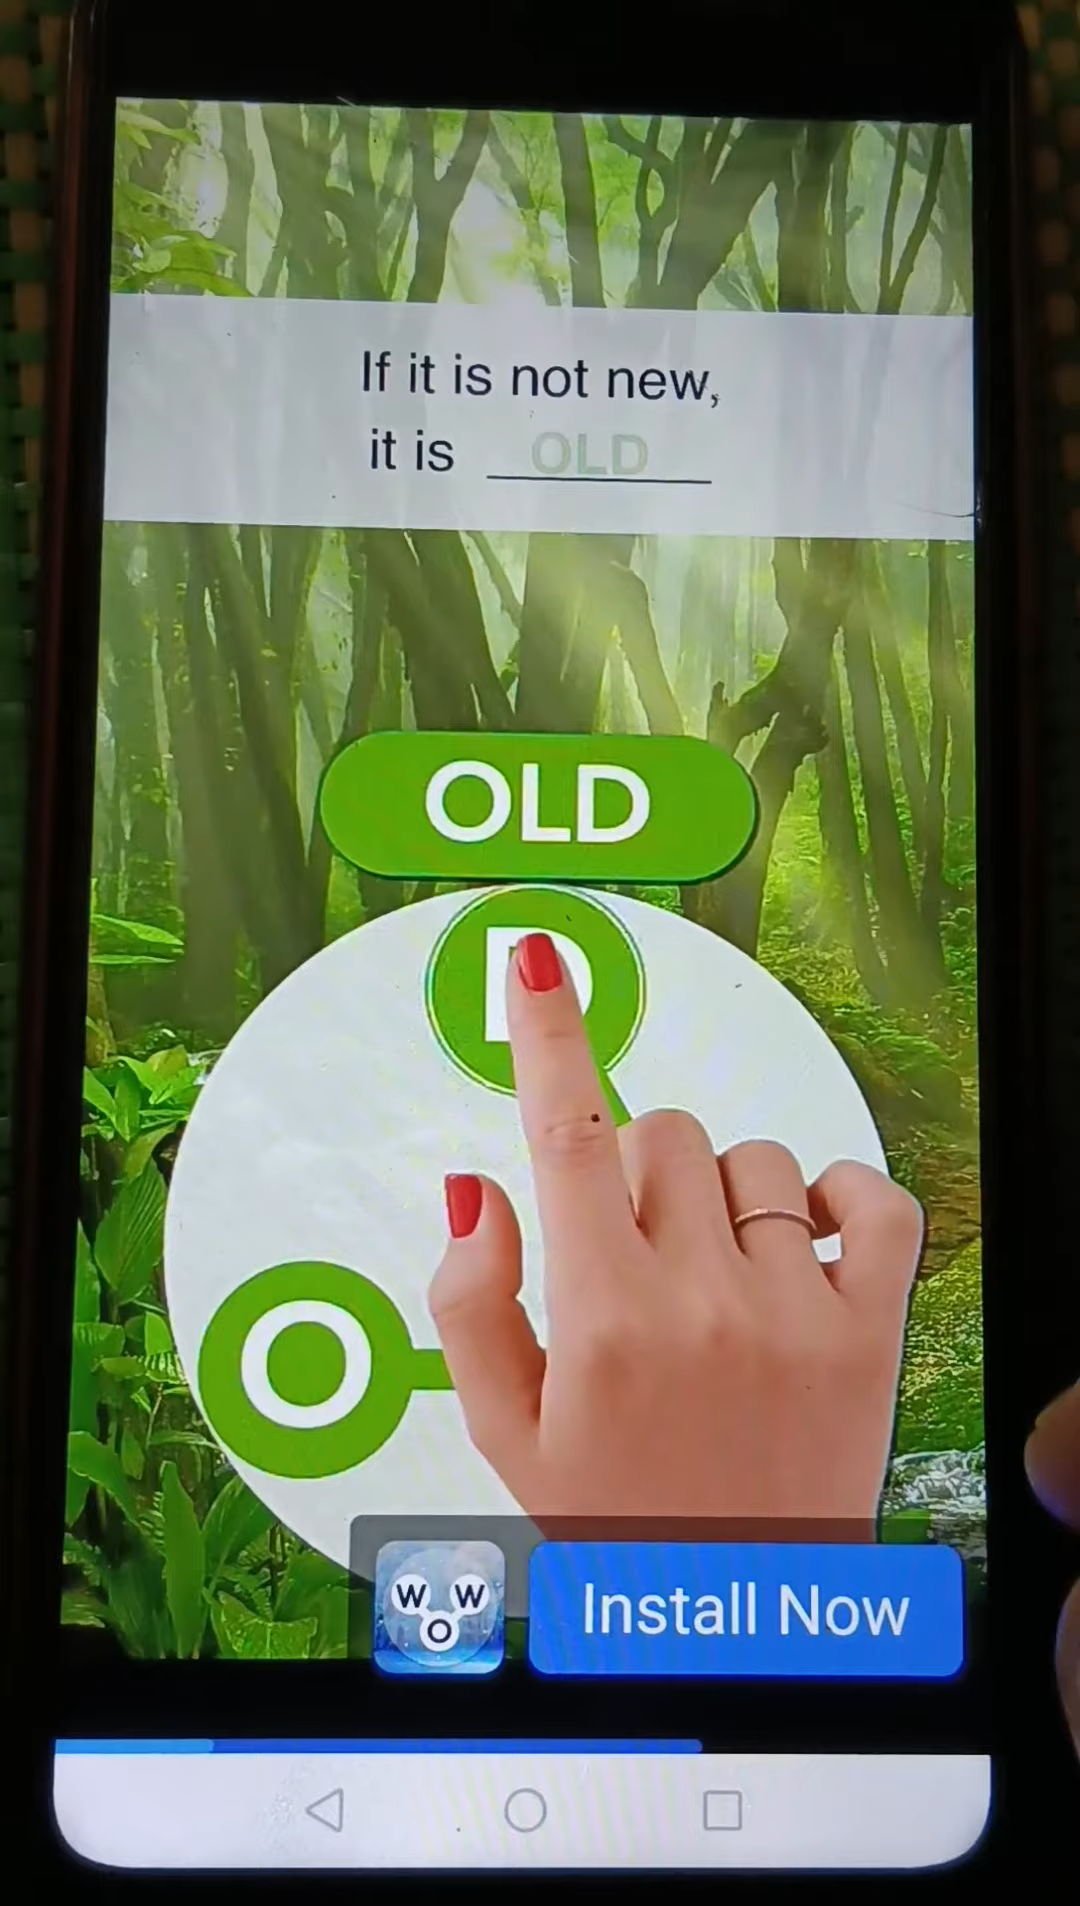 If it is not new,
it is OLD
OLD
D
O
W W
O
Install Now